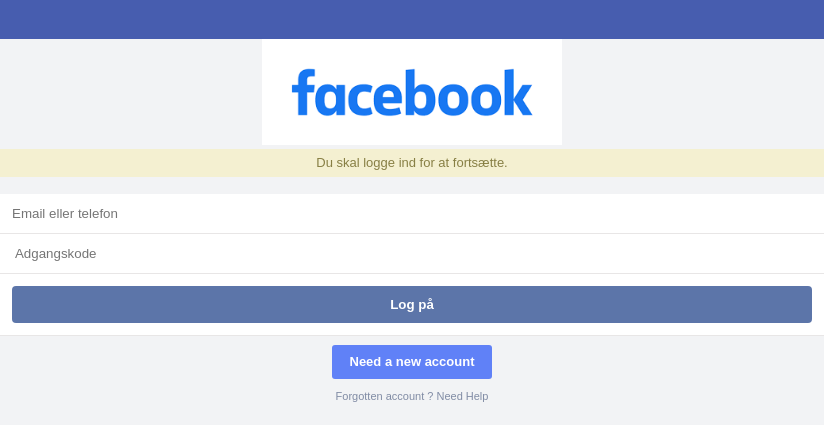 facebook
Du skal logge ind for at fortsætte.
Email eller telefon
Adgangskode
Log på
Need a new account
Forgotten account ? Need Help